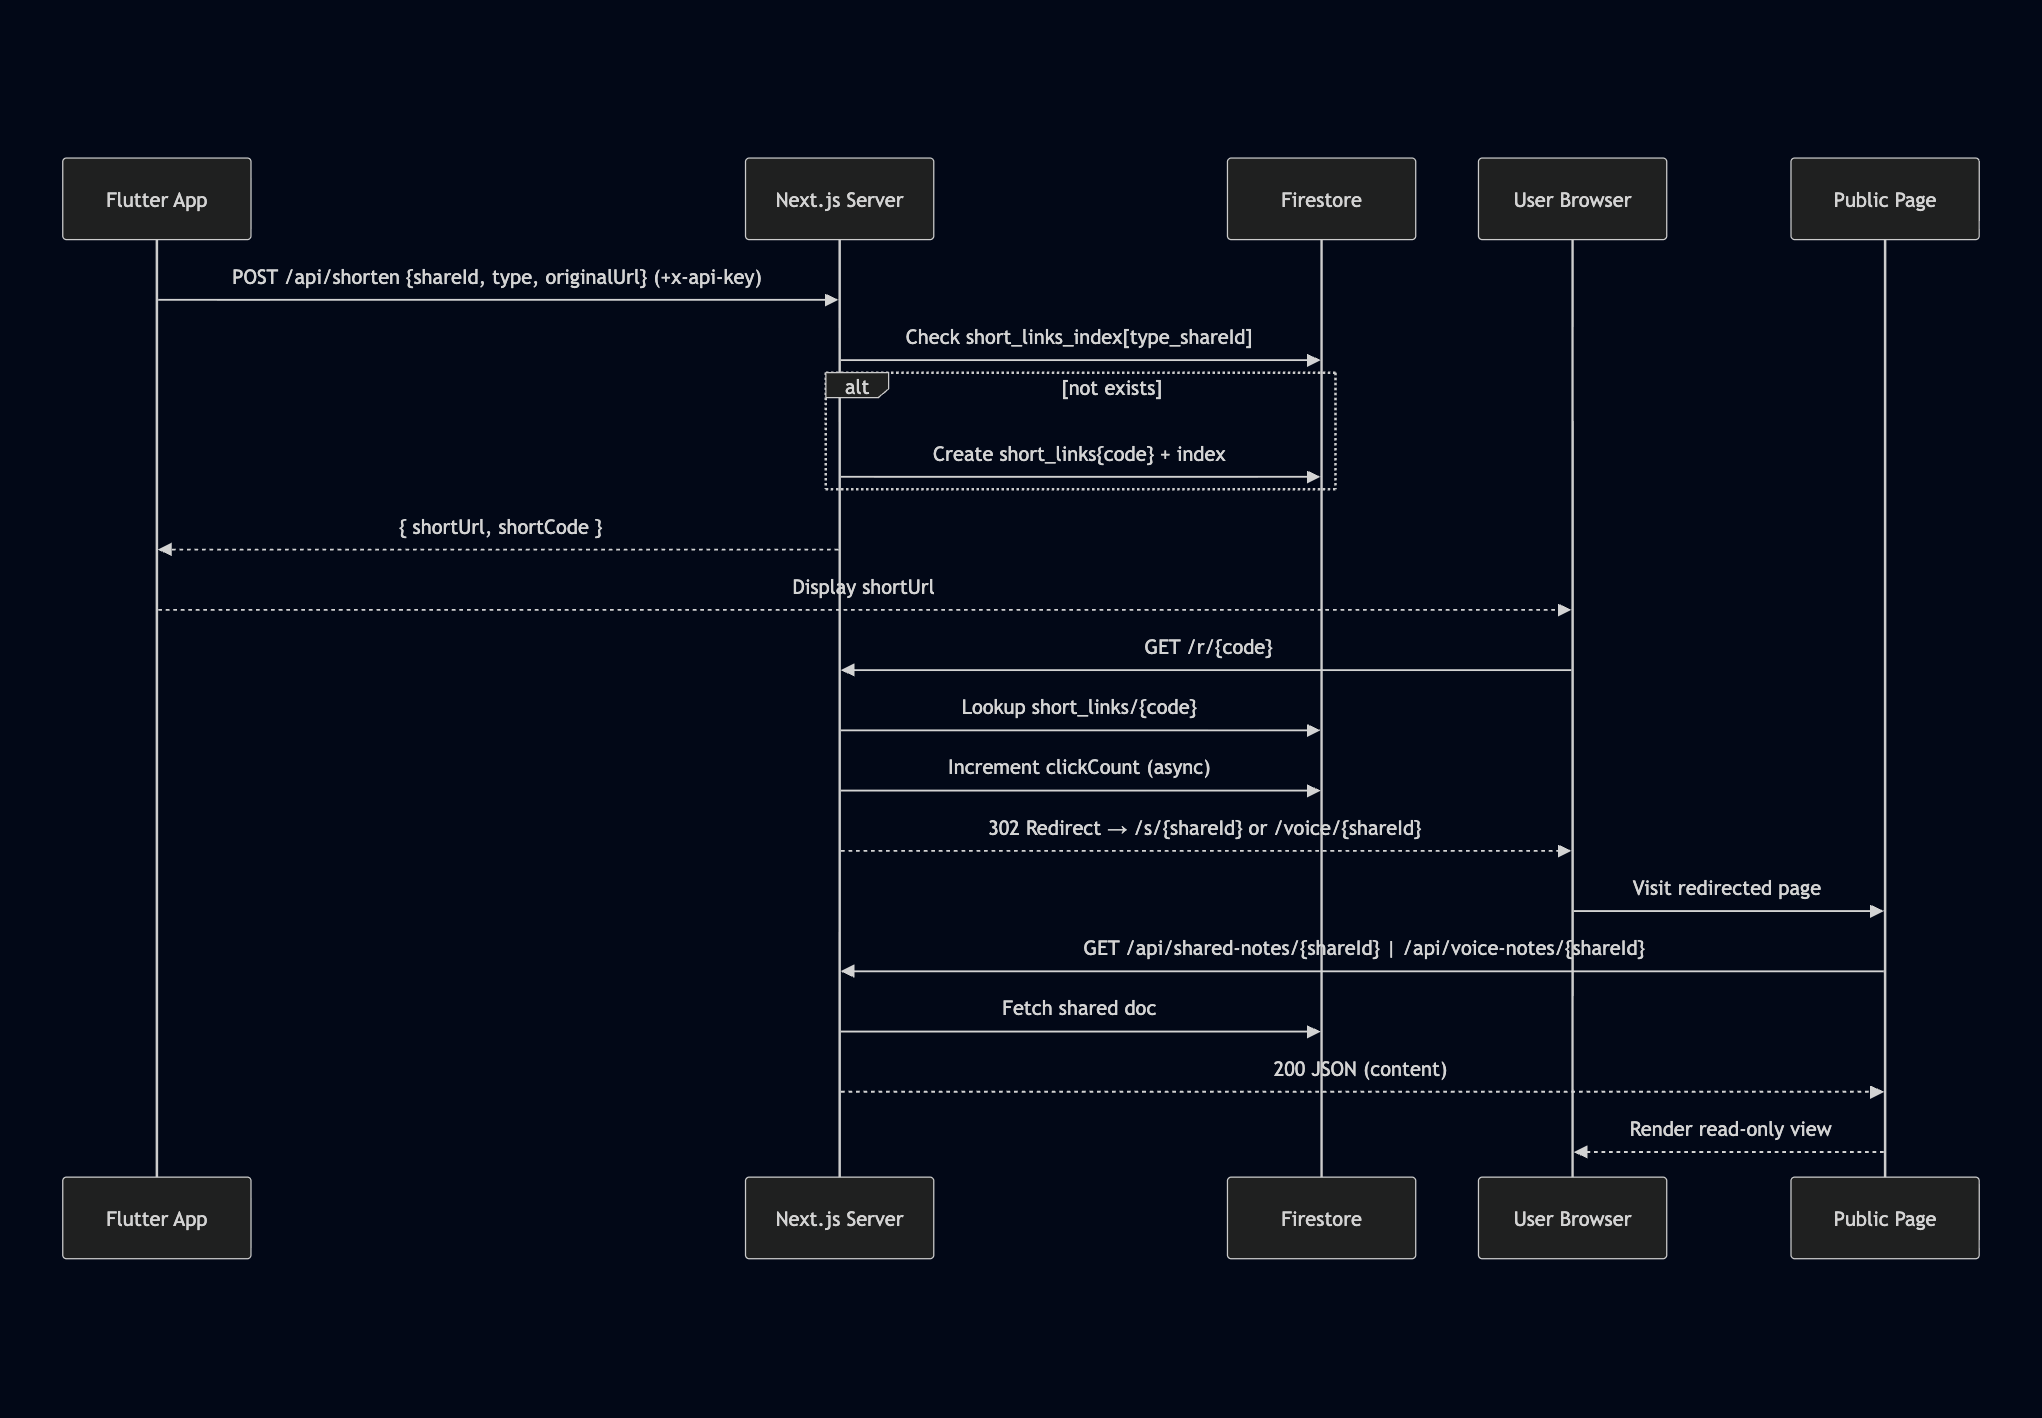 Flutter App
Next.js Server
Firestore
User Browser
Public Page
POST /api/shorten {shareId, type, originalUrl} (+x-api-key)
Check short_links_index[type_shareId]
alt
[not exists]
Create short_links{code} + index
{ shortUrl, shortCode }
Display shortUrl
GET /r/{code}
Lookup short_links/{code}
Increment clickCount (async)
302 Redirect → /s/{shareId} or /voice/{shareId}
Visit redirected page
GET /api/shared-notes/{shareId} | /api/voice-notes/{shareId}
Fetch shared doc
200 JSON (content)
Render read-only view
Flutter App
Next.js Server
Firestore
User Browser
Public Page